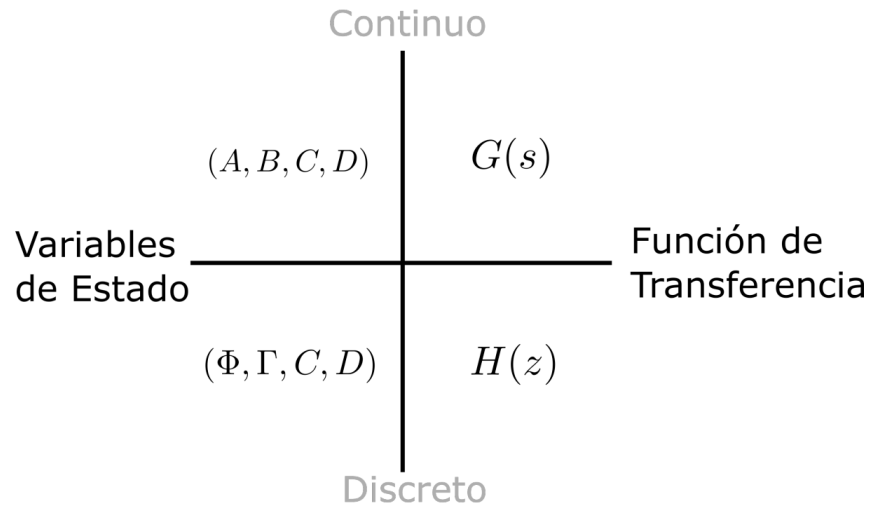 Continuo
(A, B, C, D)
G(s)
Variables
de Estado
Función de
Transferencia
(Φ, Γ, C, D)
H(z)
Discreto